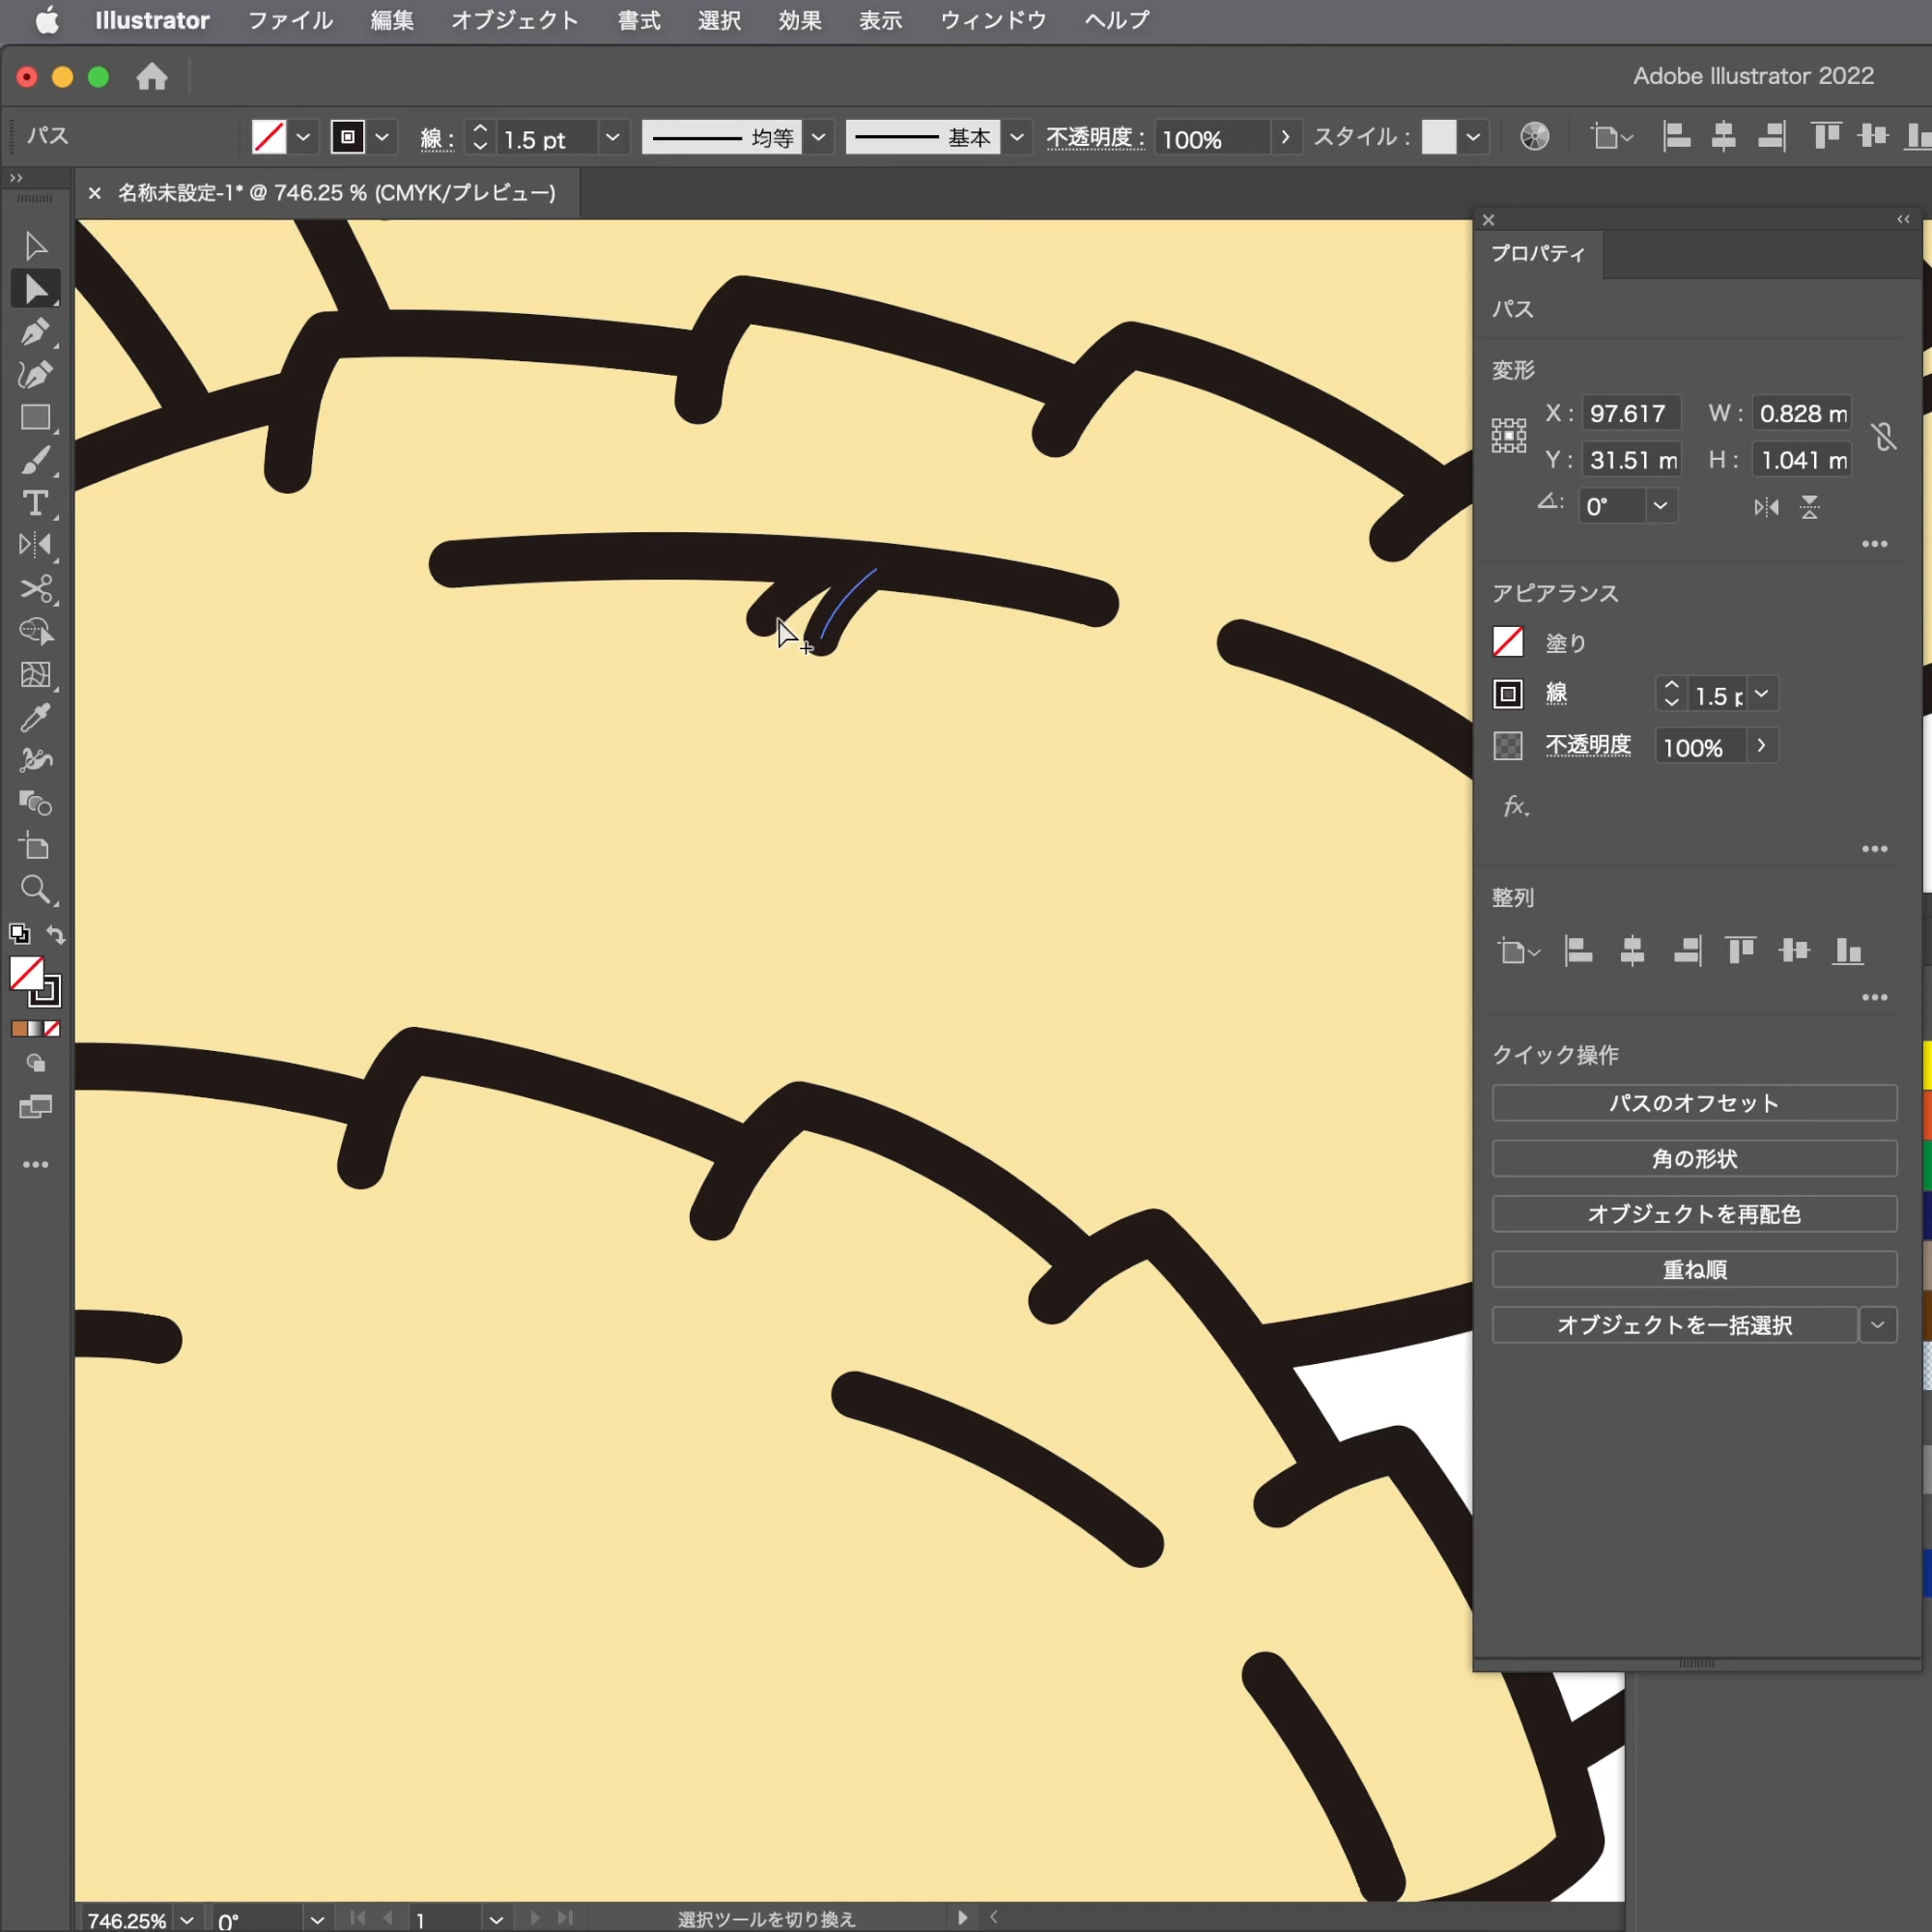 Illustrator ファイル 編集 オブジェクト 書式 選択 効果 表示 ウィンドウ ヘルプ
Adobe Illustrator 2022
パス 線： 1.5 pt 均等 基本 不透明度： 100% スタイル：
× 名称未設定-1* @ 746.25 % (CMYK/プレビュー)
プロパティ
パス
変形
X： 97.617 W： 0.828 m
Y： 31.51 m H： 1.041 m
0°
アピアランス
塗り
線 1.5 p
不透明度 100%
fx.
整列
クイック操作
パスのオフセット
角の形状
オブジェクトを再配色
重ね順
オブジェクトを一括選択
746.25% 0° 1 選択ツールを切り換え